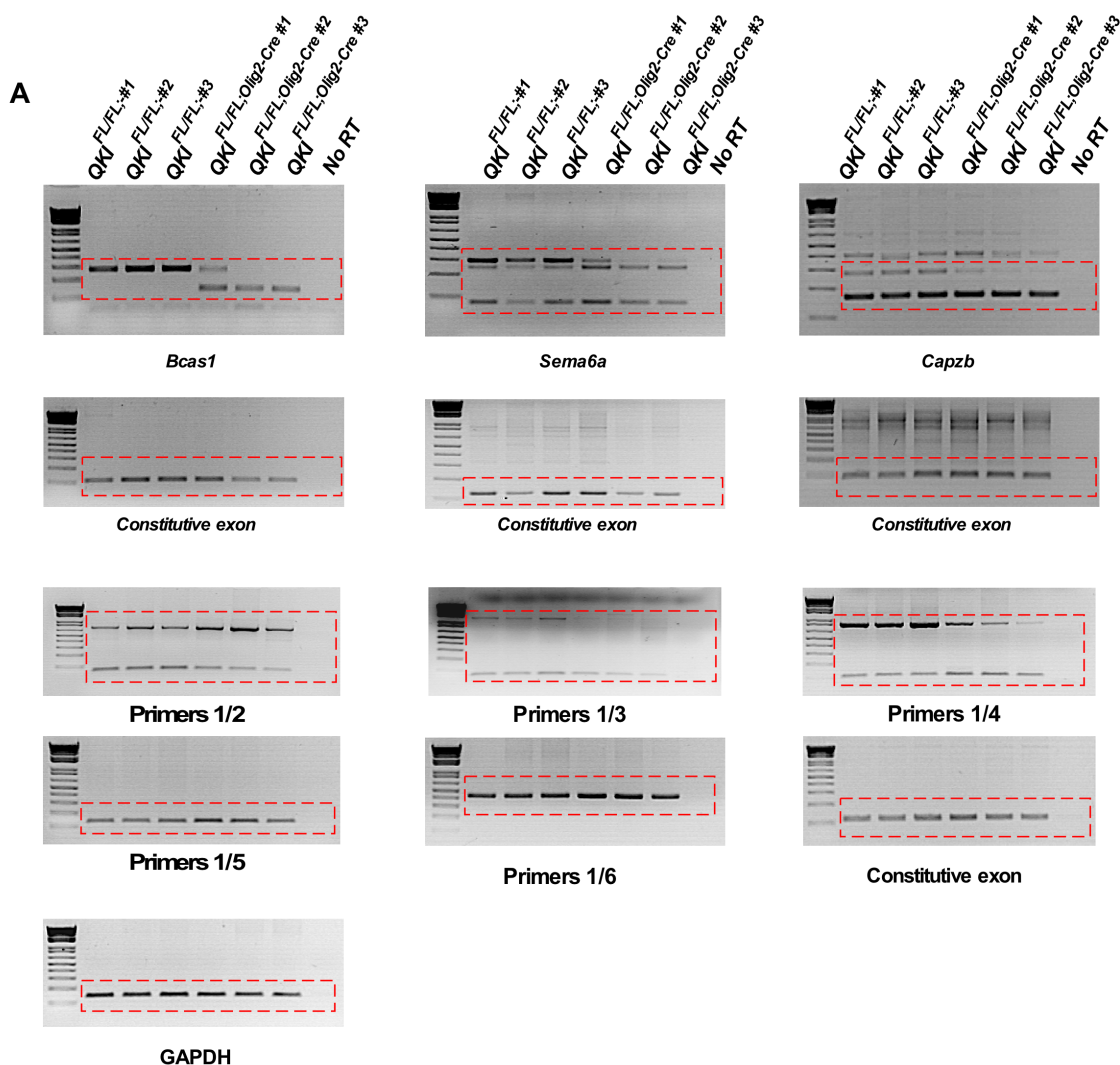 A
QKI^FL/FL;-#1 QKI^FL/FL;-#2 QKI^FL/FL;-#3 QKI^FL/FL;Olig2-Cre #1 QKI^FL/FL;Olig2-Cre #2 QKI^FL/FL;Olig2-Cre #3 No RT
QKI^FL/FL;-#1 QKI^FL/FL;-#2 QKI^FL/FL;-#3 QKI^FL/FL;Olig2-Cre #1 QKI^FL/FL;Olig2-Cre #2 QKI^FL/FL;Olig2-Cre #3 No RT
QKI^FL/FL;-#1 QKI^FL/FL;-#2 QKI^FL/FL;-#3 QKI^FL/FL;Olig2-Cre #1 QKI^FL/FL;Olig2-Cre #2 QKI^FL/FL;Olig2-Cre #3 No RT
Bcas1 Sema6a Capzb
Constitutive exon Constitutive exon Constitutive exon
Primers 1/2 Primers 1/3 Primers 1/4
Primers 1/5 Primers 1/6 Constitutive exon
GAPDH